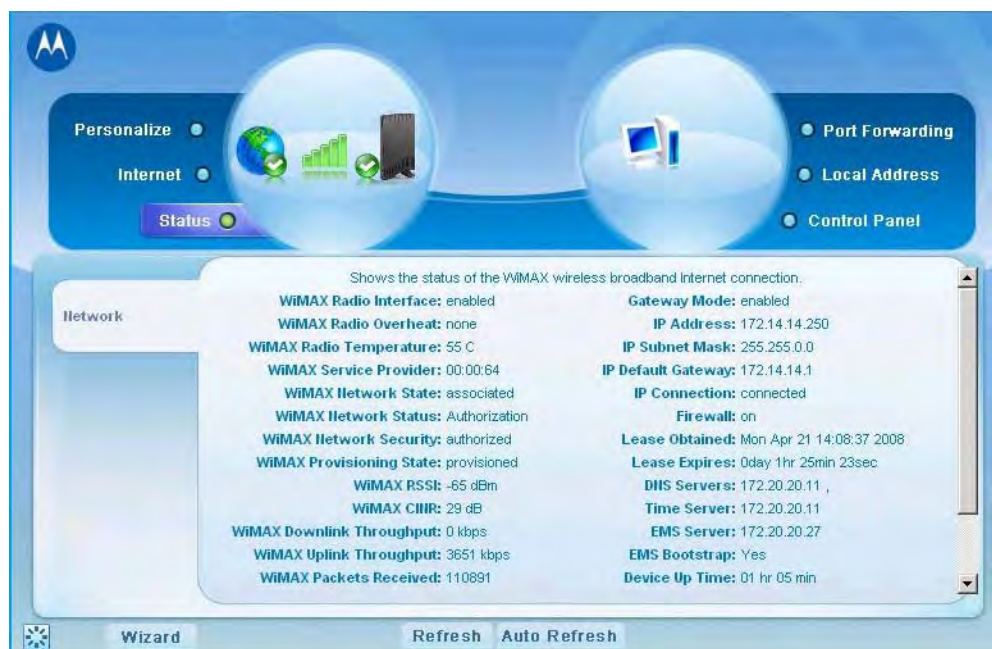 Personalize
Internet
Status
Port Forwarding
Local Address
Control Panel
Network
Shows the status of the WiMAX wireless broadband Internet connection.
WiMAX Radio Interface: enabled
WiMAX Radio Overheat: none
WiMAX Radio Temperature: 55 C
WiMAX Service Provider: 00:00:64
WiMAX Network State: associated
WiMAX Network Status: Authorization
WiMAX Network Security: authorized
WiMAX Provisioning State: provisioned
WiMAX RSSI: -65 dBm
WiMAX CINR: 29 dB
WiMAX Downlink Throughput: 0 kbps
WiMAX Uplink Throughput: 3651 kbps
WiMAX Packets Received: 110891
Gateway Mode: enabled
IP Address: 172.14.14.250
IP Subnet Mask: 255.255.0.0
IP Default Gateway: 172.14.14.1
IP Connection: connected
Firewall: on
Lease Obtained: Mon Apr 21 14:08:37 2008
Lease Expires: 0day 1hr 25min 23sec
DNS Servers: 172.20.20.11 ,
Time Server: 172.20.20.11
EMS Server: 172.20.20.27
EMS Bootstrap: Yes
Device Up Time: 01 hr 05 min
Wizard
Refresh
Auto Refresh